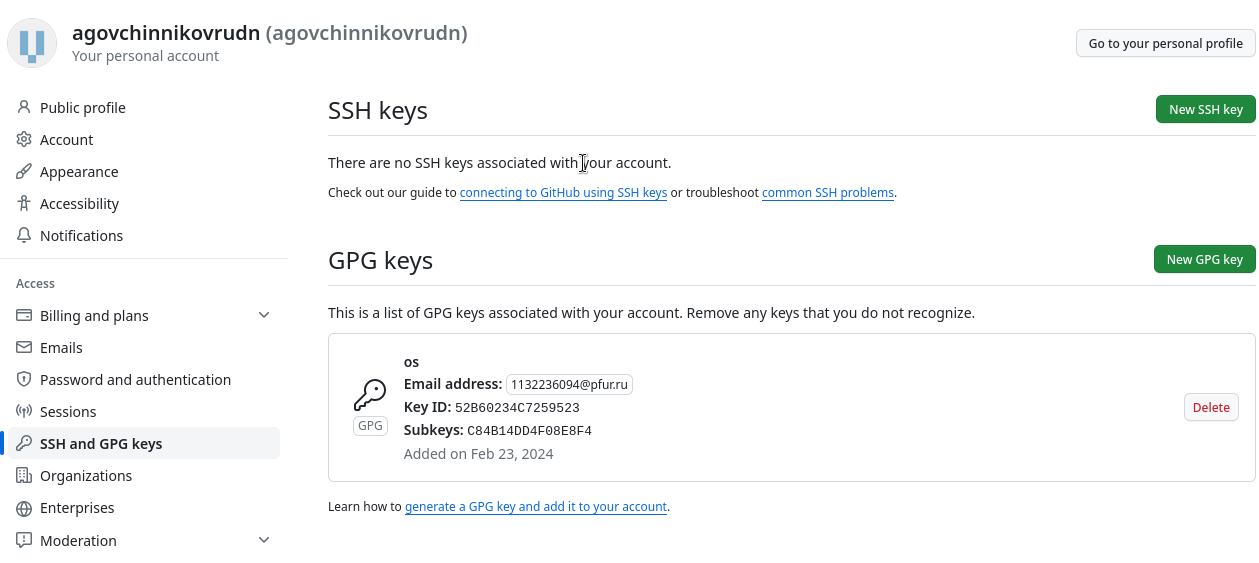 agovchinnikovrudn (agovchinnikovrudn)
Your personal account
Go to your personal profile
Public profile
Account
Appearance
Accessibility
Notifications
Access
Billing and plans
Emails
Password and authentication
Sessions
SSH and GPG keys
Organizations
Enterprises
Moderation
SSH keys
New SSH key
There are no SSH keys associated with your account.
Check out our guide to connecting to GitHub using SSH keys or troubleshoot common SSH problems.
GPG keys
New GPG key
This is a list of GPG keys associated with your account. Remove any keys that you do not recognize.
os
Email address: 1132236094@pfur.ru
Key ID: 52B60234C7259523
GPG
Subkeys: C84B14DD4F08E8F4
Added on Feb 23, 2024
Delete
Learn how to generate a GPG key and add it to your account.